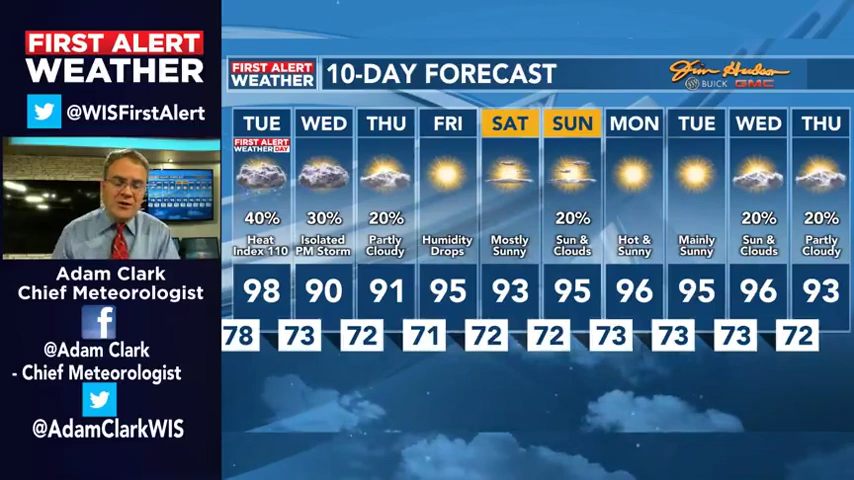 FIRST ALERT
WEATHER
@WISFirstAlert
Adam Clark
Chief Meteorologist
@Adam Clark
- Chief Meteorologist
@AdamClarkWIS
FIRST ALERT
WEATHER
10-DAY FORECAST
Jim Hudson
BUICK GMC
TUE WED THU FRI SAT SUN MON TUE WED THU
FIRST ALERT
WEATHER DAY
40% 30% 20% 20% 20% 20%
Heat Isolated Partly Humidity Mostly Sun & Hot & Mainly Sun & Partly
Index 110 PM Storm Cloudy Drops Sunny Clouds Sunny Sunny Clouds Cloudy
98 90 91 95 93 95 96 95 96 93
78 73 72 71 72 72 73 73 73 72